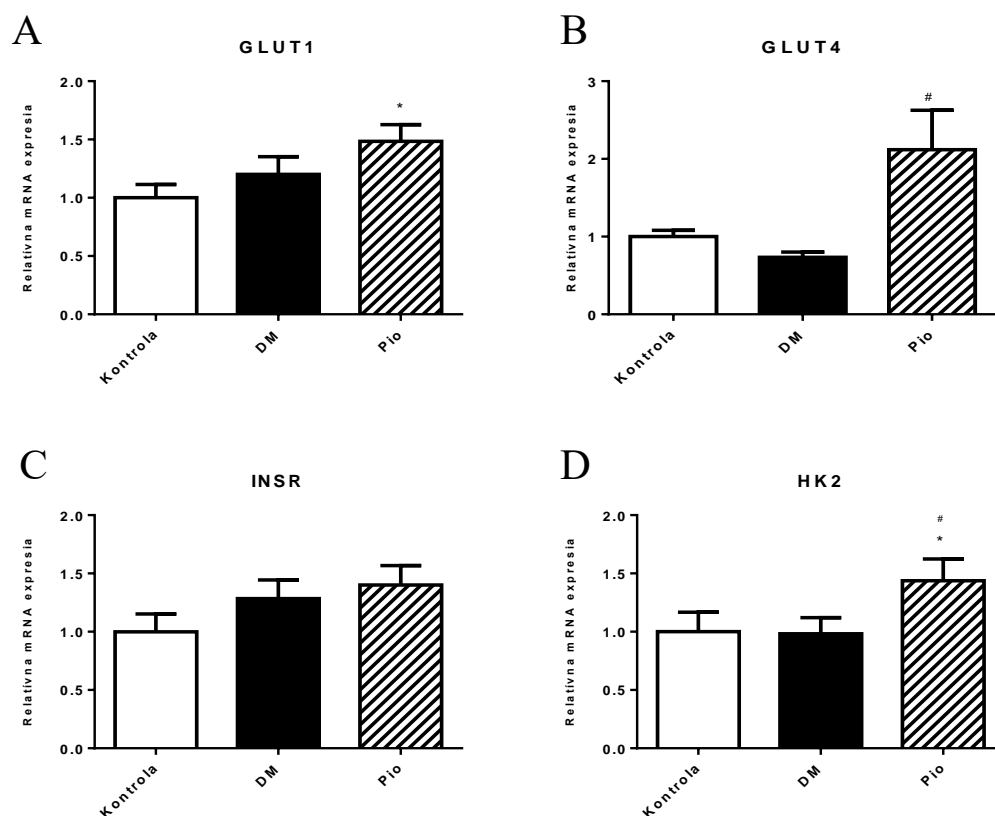 A
GLUT1
Relativna mRNA expresia
2.0
1.5
1.0
0.5
0.0
*
Kontrola
DM
Pio
B
GLUT4
Relativna mRNA expresia
3
2
1
0
#
Kontrola
DM
Pio
C
INSR
Relativna mRNA expresia
2.0
1.5
1.0
0.5
0.0
Kontrola
DM
Pio
D
HK2
Relativna mRNA expresia
2.0
1.5
1.0
0.5
0.0
#
*
Kontrola
DM
Pio